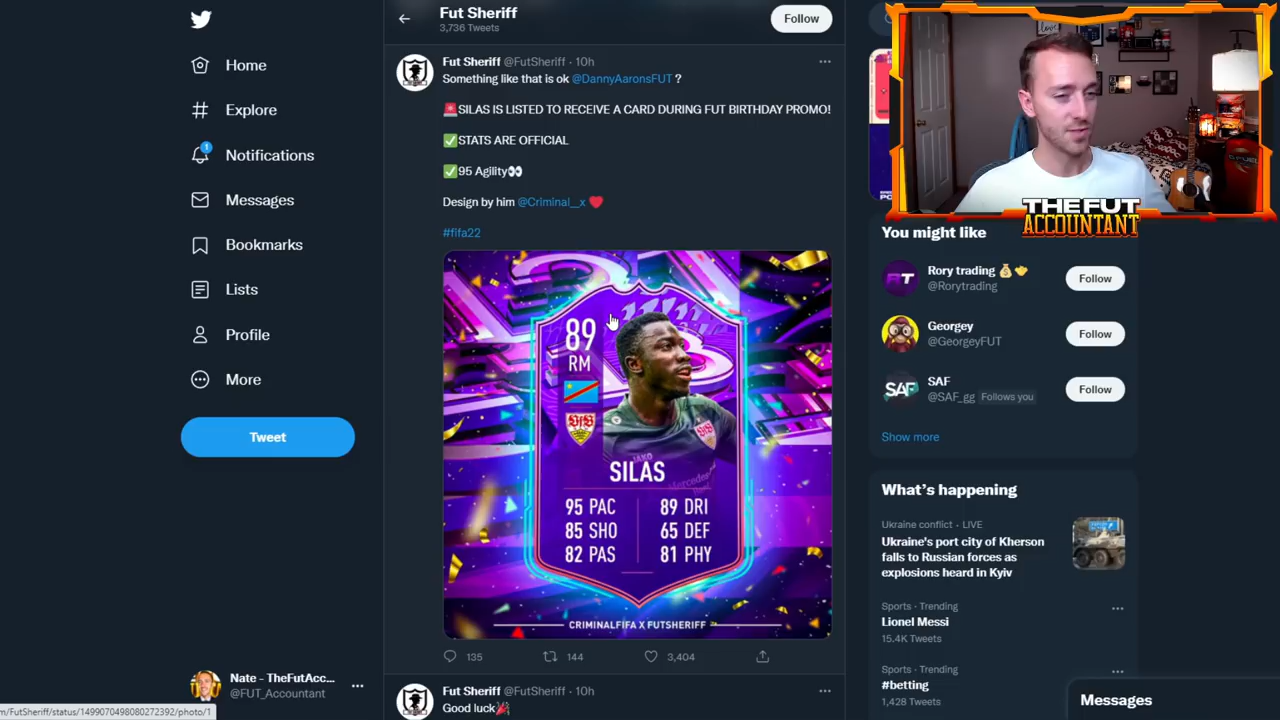 Home
Explore
1
Notifications
Messages
Bookmarks
Lists
Profile
More
Tweet
Nate - TheFutAcc...
@FUT_Accountant
m/FutSheriff/status/1499070498080272392/photo/1
Fut Sheriff
3,736 Tweets
Follow
Fut Sheriff @FutSheriff · 10h
Something like that is ok @DannyAaronsFUT ?
🚨SILAS IS LISTED TO RECEIVE A CARD DURING FUT BIRTHDAY PROMO!
✅STATS ARE OFFICIAL
✅95 Agility👀
Design by him @Criminal__x ❤️
#fifa22
89
RM
SILAS
95 PAC 89 DRI
85 SHO 65 DEF
82 PAS 81 PHY
CRIMINALFIFA X FUTSHERIFF
135 144 3,404
Fut Sheriff @FutSheriff · 10h
Good luck🎉
THE FUT
ACCOUNTANT
You might like
Rory trading 💰🤝
@Rorytrading
Follow
Georgey
@GeorgeyFUT
Follow
SAF
@SAF_gg Follows you
Follow
Show more
What's happening
Ukraine conflict · LIVE
Ukraine's port city of Kherson
falls to Russian forces as
explosions heard in Kyiv
Sports · Trending
Lionel Messi
15.4K Tweets
Sports · Trending
#betting
1,428 Tweets
Messages